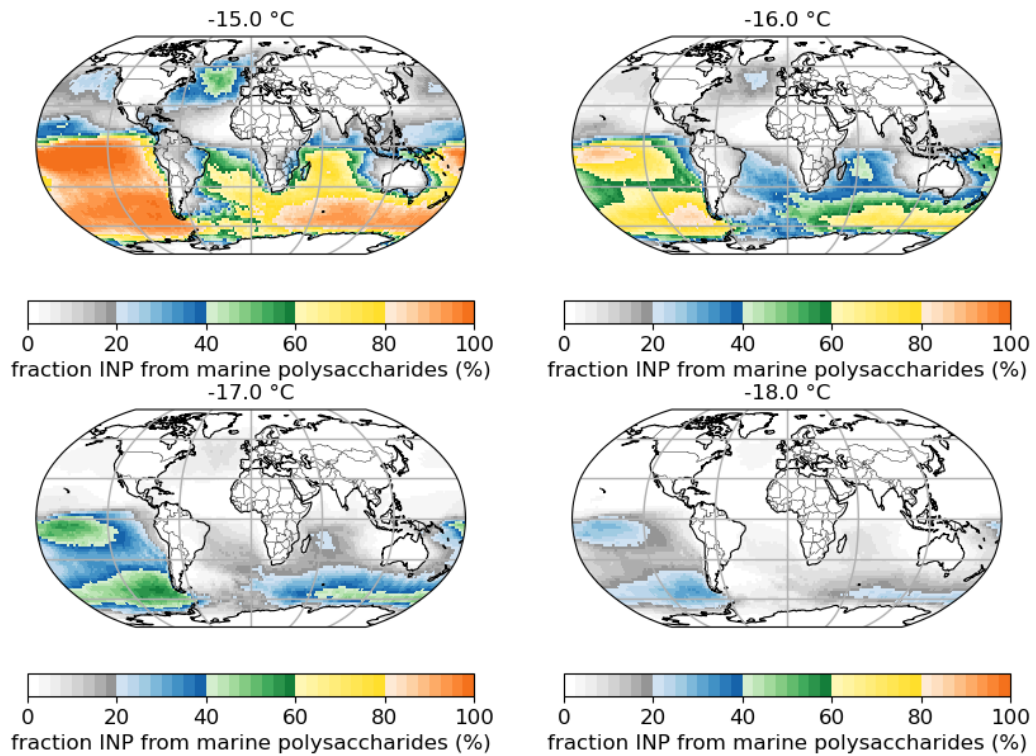 -15.0 °C
-16.0 °C
0 20 40 60 80 100
fraction INP from marine polysaccharides (%)
0 20 40 60 80 100
fraction INP from marine polysaccharides (%)
-17.0 °C
-18.0 °C
0 20 40 60 80 100
fraction INP from marine polysaccharides (%)
0 20 40 60 80 100
fraction INP from marine polysaccharides (%)